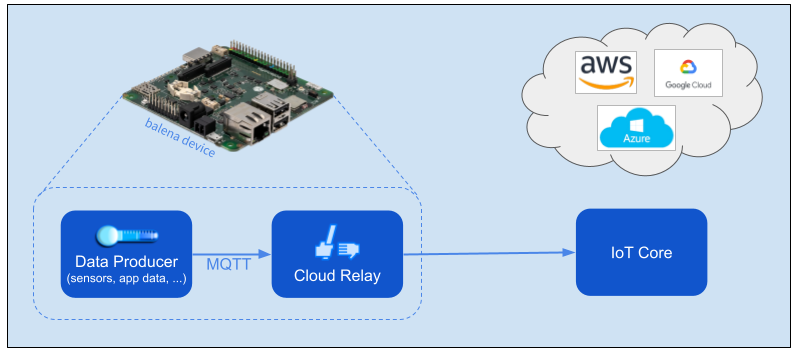 aws
Google Cloud
Azure
balena device
Data Producer
(sensors, app data, ...)
MQTT
Cloud Relay
IoT Core